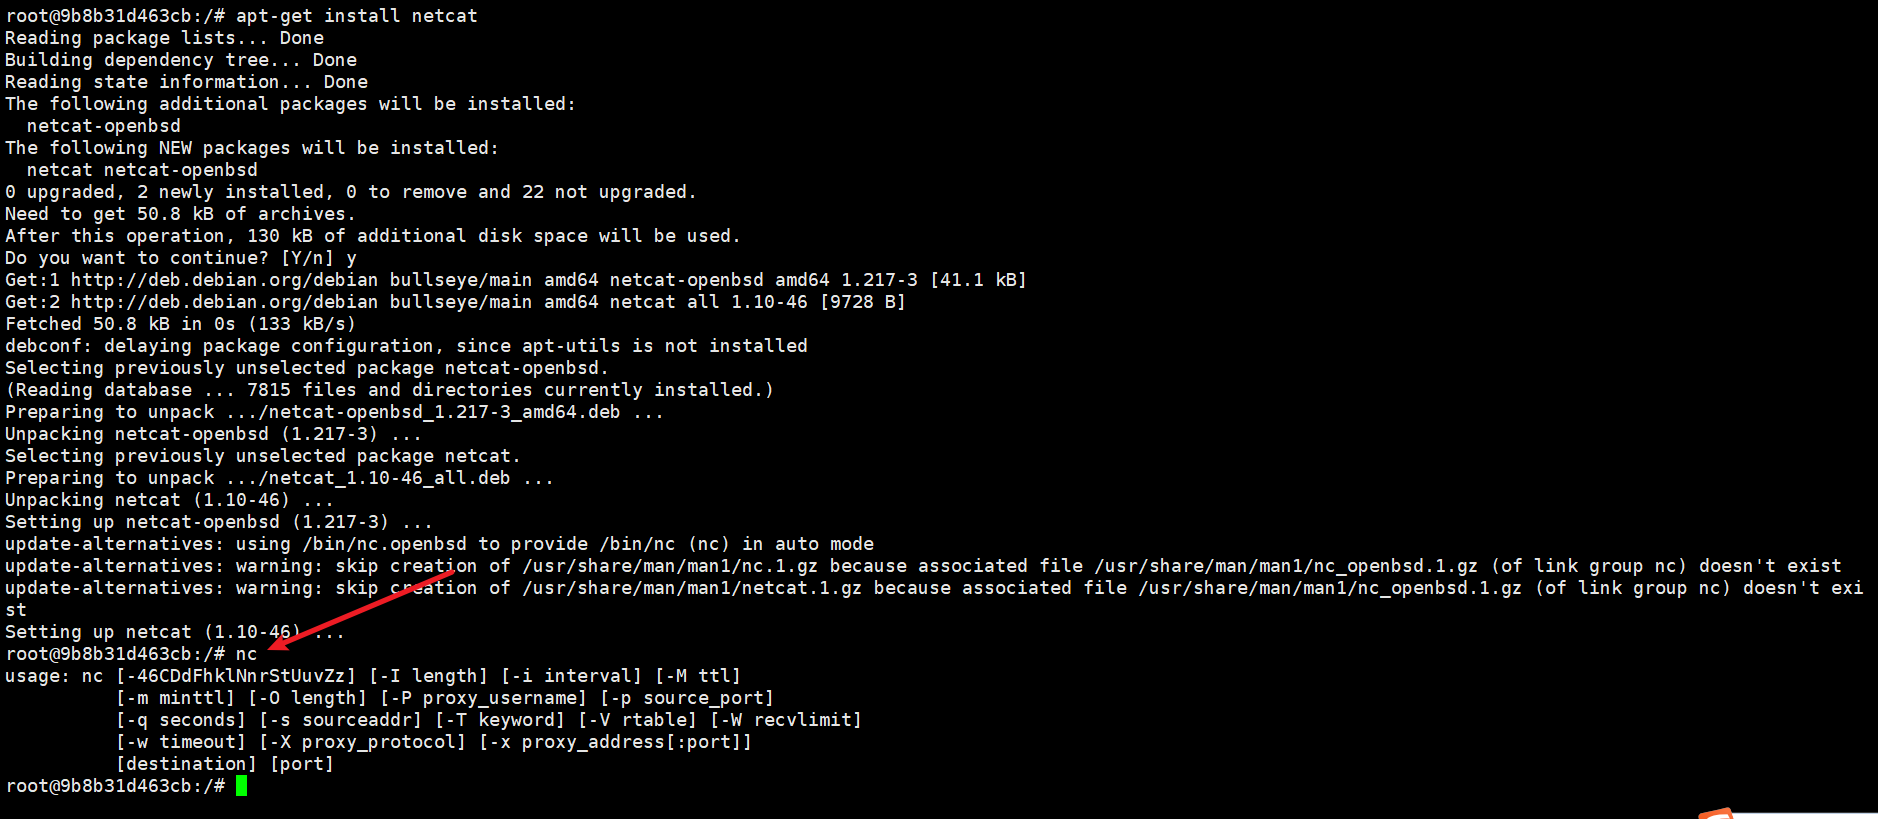 root@9b8b31d463cb:/# apt-get install netcat
Reading package lists... Done
Building dependency tree... Done
Reading state information... Done
The following additional packages will be installed:
  netcat-openbsd
The following NEW packages will be installed:
  netcat netcat-openbsd
0 upgraded, 2 newly installed, 0 to remove and 22 not upgraded.
Need to get 50.8 kB of archives.
After this operation, 130 kB of additional disk space will be used.
Do you want to continue? [Y/n] y
Get:1 http://deb.debian.org/debian bullseye/main amd64 netcat-openbsd amd64 1.217-3 [41.1 kB]
Get:2 http://deb.debian.org/debian bullseye/main amd64 netcat all 1.10-46 [9728 B]
Fetched 50.8 kB in 0s (133 kB/s)
debconf: delaying package configuration, since apt-utils is not installed
Selecting previously unselected package netcat-openbsd.
(Reading database ... 7815 files and directories currently installed.)
Preparing to unpack .../netcat-openbsd_1.217-3_amd64.deb ...
Unpacking netcat-openbsd (1.217-3) ...
Selecting previously unselected package netcat.
Preparing to unpack .../netcat_1.10-46_all.deb ...
Unpacking netcat (1.10-46) ...
Setting up netcat-openbsd (1.217-3) ...
update-alternatives: using /bin/nc.openbsd to provide /bin/nc (nc) in auto mode
update-alternatives: warning: skip creation of /usr/share/man/man1/nc.1.gz because associated file /usr/share/man/man1/nc_openbsd.1.gz (of link group nc) doesn't exist
update-alternatives: warning: skip creation of /usr/share/man/man1/netcat.1.gz because associated file /usr/share/man/man1/nc_openbsd.1.gz (of link group nc) doesn't exi
st
Setting up netcat (1.10-46) ...
root@9b8b31d463cb:/# nc
usage: nc [-46CDdFhklNnrStUuvZz] [-I length] [-i interval] [-M ttl]
          [-m minttl] [-O length] [-P proxy_username] [-p source_port]
          [-q seconds] [-s sourceaddr] [-T keyword] [-V rtable] [-W recvlimit]
          [-w timeout] [-X proxy_protocol] [-x proxy_address[:port]]
          [destination] [port]
root@9b8b31d463cb:/#